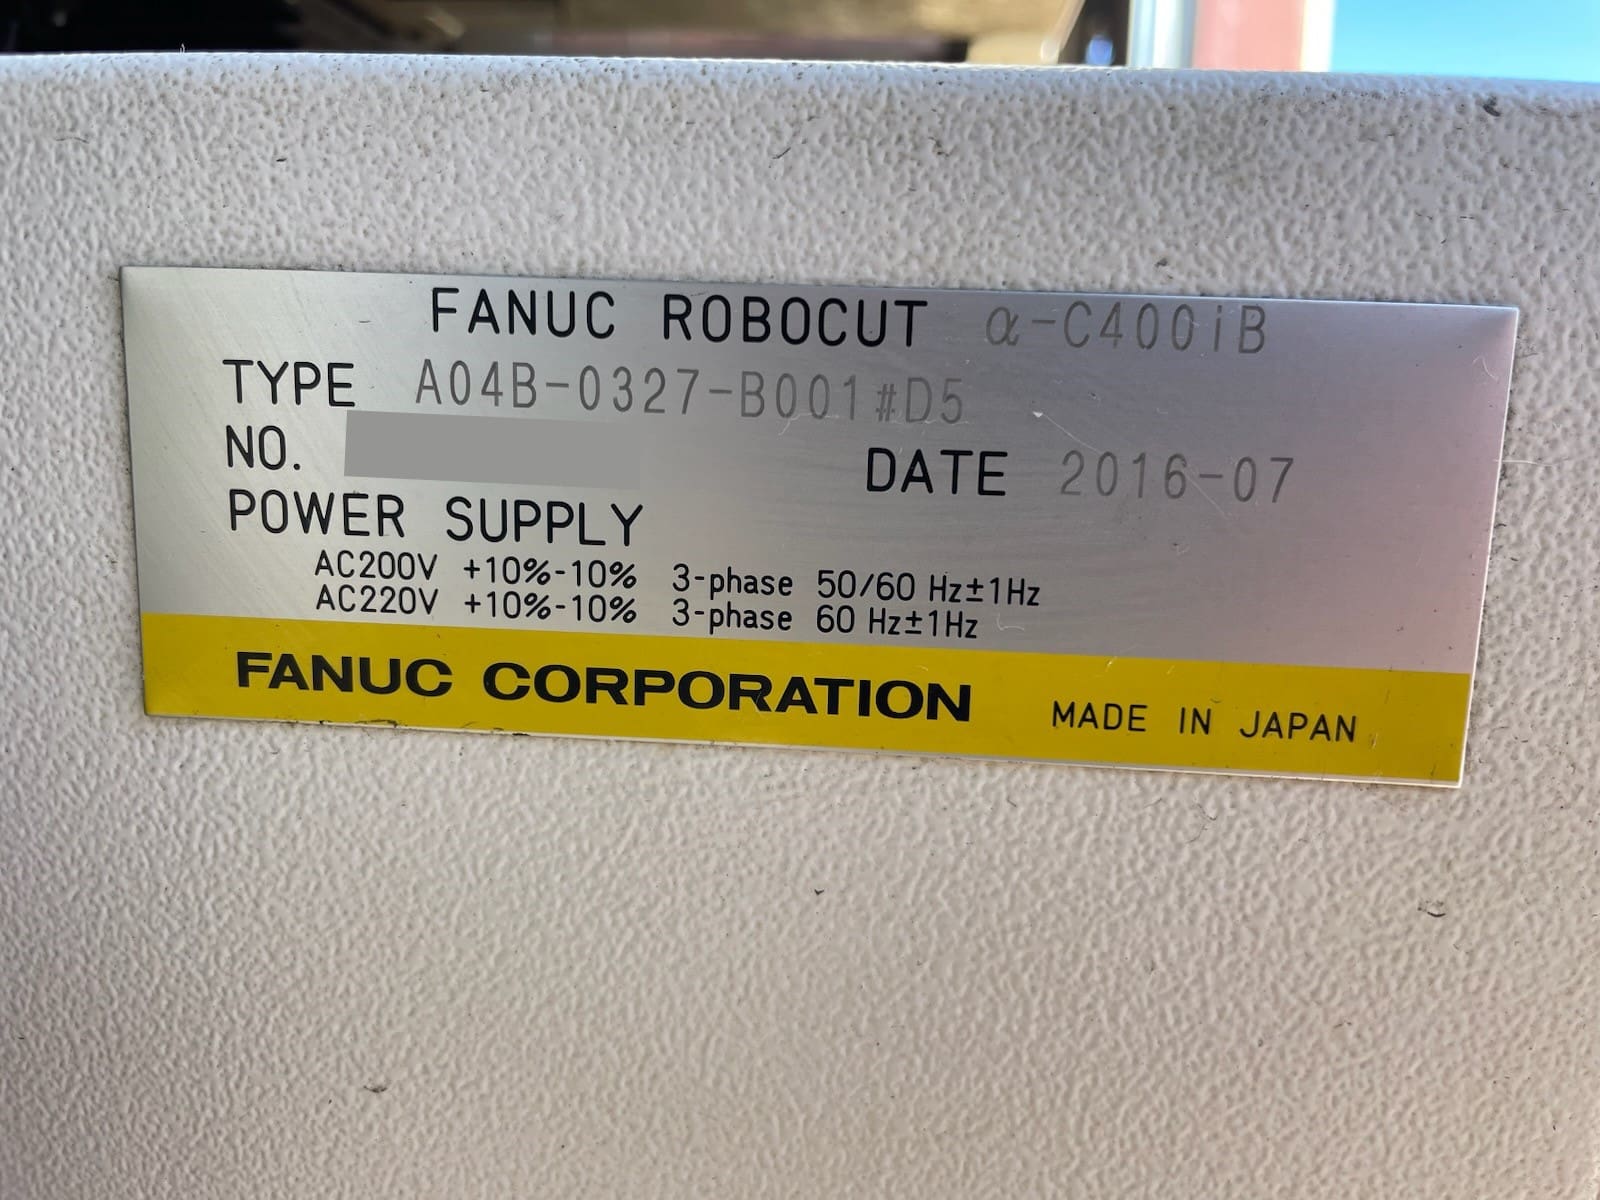 FANUC ROBOCUT α-C400iB
TYPE A04B-0327-B001#D5
NO. DATE 2016-07
POWER SUPPLY
AC200V +10%-10% 3-phase 50/60 Hz±1Hz
AC220V +10%-10% 3-phase 60 Hz±1Hz
FANUC CORPORATION MADE IN JAPAN